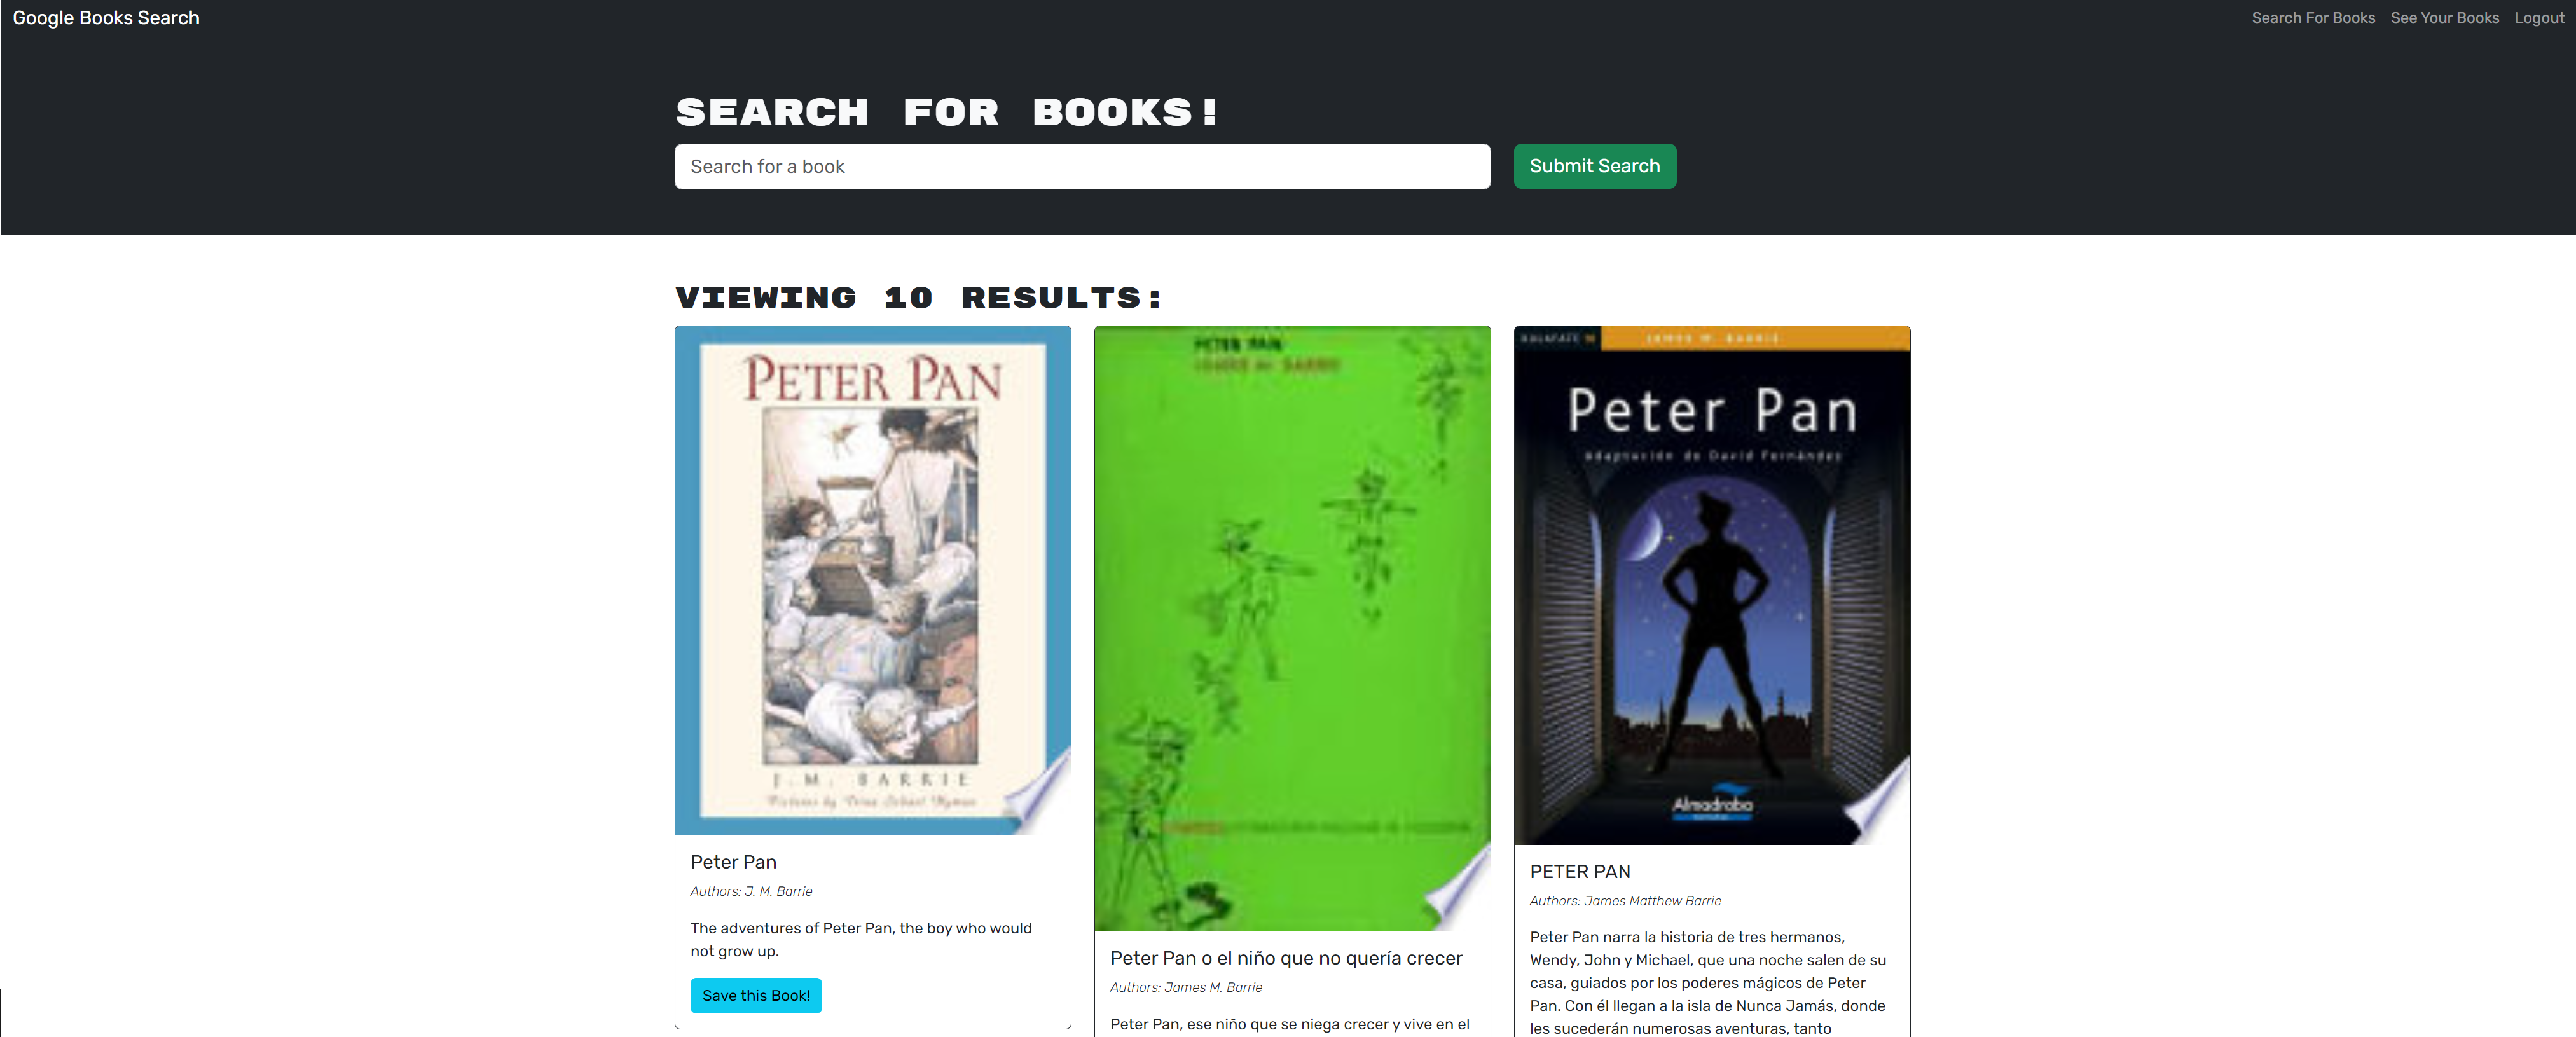 Google Books Search
Search For Books See Your Books Logout
SEARCH FOR BOOKS!
Search for a book
Submit Search
VIEWING 10 RESULTS:
PETER PAN
J. M. BARRIE
Pictures by Trina Schart Hyman
Peter Pan
Authors: J. M. Barrie
The adventures of Peter Pan, the boy who would
not grow up.
Save this Book!
PETER PAN
JAMES M. BARRIE
Peter Pan o el niño que no quería crecer
Authors: James M. Barrie
Peter Pan, ese niño que se niega crecer y vive en el
JAMES M. BARRIE
Peter Pan
adaptación de David Fernández
Almadraba
PETER PAN
Authors: James Matthew Barrie
Peter Pan narra la historia de tres hermanos,
Wendy, John y Michael, que una noche salen de su
casa, guiados por los poderes mágicos de Peter
Pan. Con él llegan a la isla de Nunca Jamás, donde
les sucederán numerosas aventuras, tanto